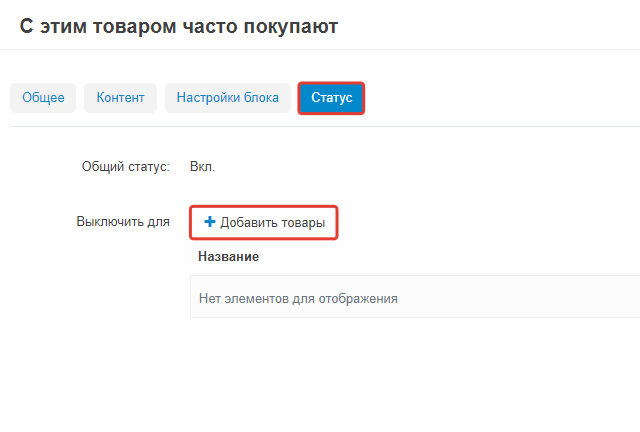 С этим товаром часто покупают
Общее Контент Настройки блока Статус
Общий статус: Вкл.
Выключить для + Добавить товары
Название
Нет элементов для отображения